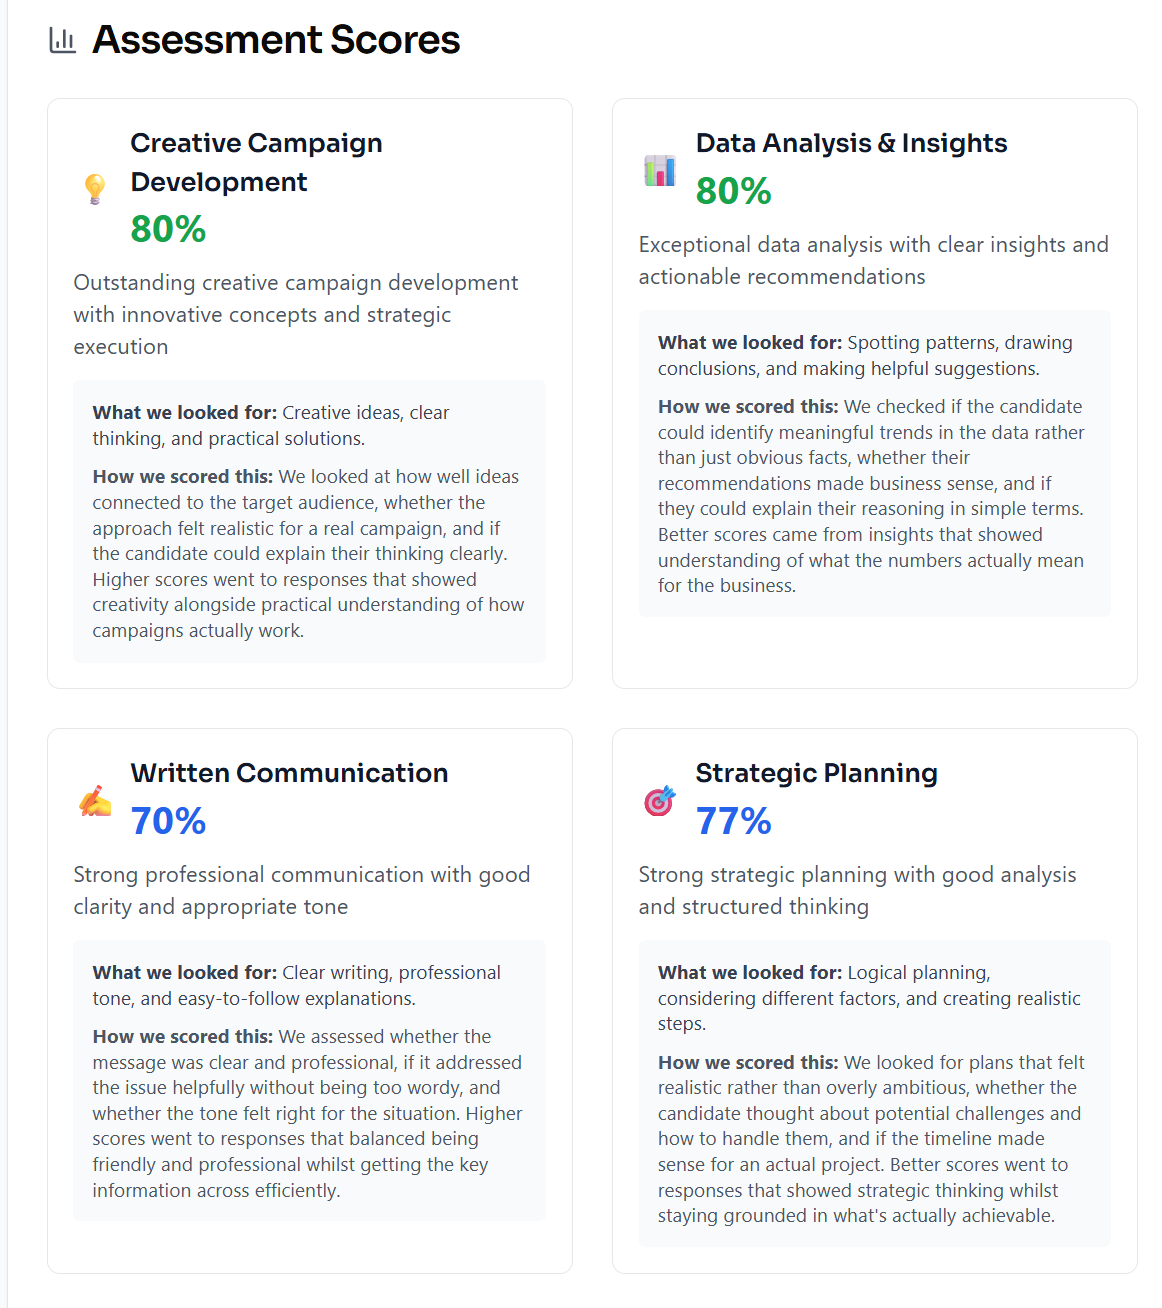 Assessment Scores
Creative Campaign
Development
80%
Outstanding creative campaign development
with innovative concepts and strategic
execution
What we looked for: Creative ideas, clear
thinking, and practical solutions.
How we scored this: We looked at how well ideas
connected to the target audience, whether the
approach felt realistic for a real campaign, and if
the candidate could explain their thinking clearly.
Higher scores went to responses that showed
creativity alongside practical understanding of how
campaigns actually work.
Data Analysis & Insights
80%
Exceptional data analysis with clear insights and
actionable recommendations
What we looked for: Spotting patterns, drawing
conclusions, and making helpful suggestions.
How we scored this: We checked if the candidate
could identify meaningful trends in the data rather
than just obvious facts, whether their
recommendations made business sense, and if
they could explain their reasoning in simple terms.
Better scores came from insights that showed
understanding of what the numbers actually mean
for the business.
Written Communication
70%
Strong professional communication with good
clarity and appropriate tone
What we looked for: Clear writing, professional
tone, and easy-to-follow explanations.
How we scored this: We assessed whether the
message was clear and professional, if it addressed
the issue helpfully without being too wordy, and
whether the tone felt right for the situation. Higher
scores went to responses that balanced being
friendly and professional whilst getting the key
information across efficiently.
Strategic Planning
77%
Strong strategic planning with good analysis
and structured thinking
What we looked for: Logical planning,
considering different factors, and creating realistic
steps.
How we scored this: We looked for plans that felt
realistic rather than overly ambitious, whether the
candidate thought about potential challenges and
how to handle them, and if the timeline made
sense for an actual project. Better scores went to
responses that showed strategic thinking whilst
staying grounded in what's actually achievable.